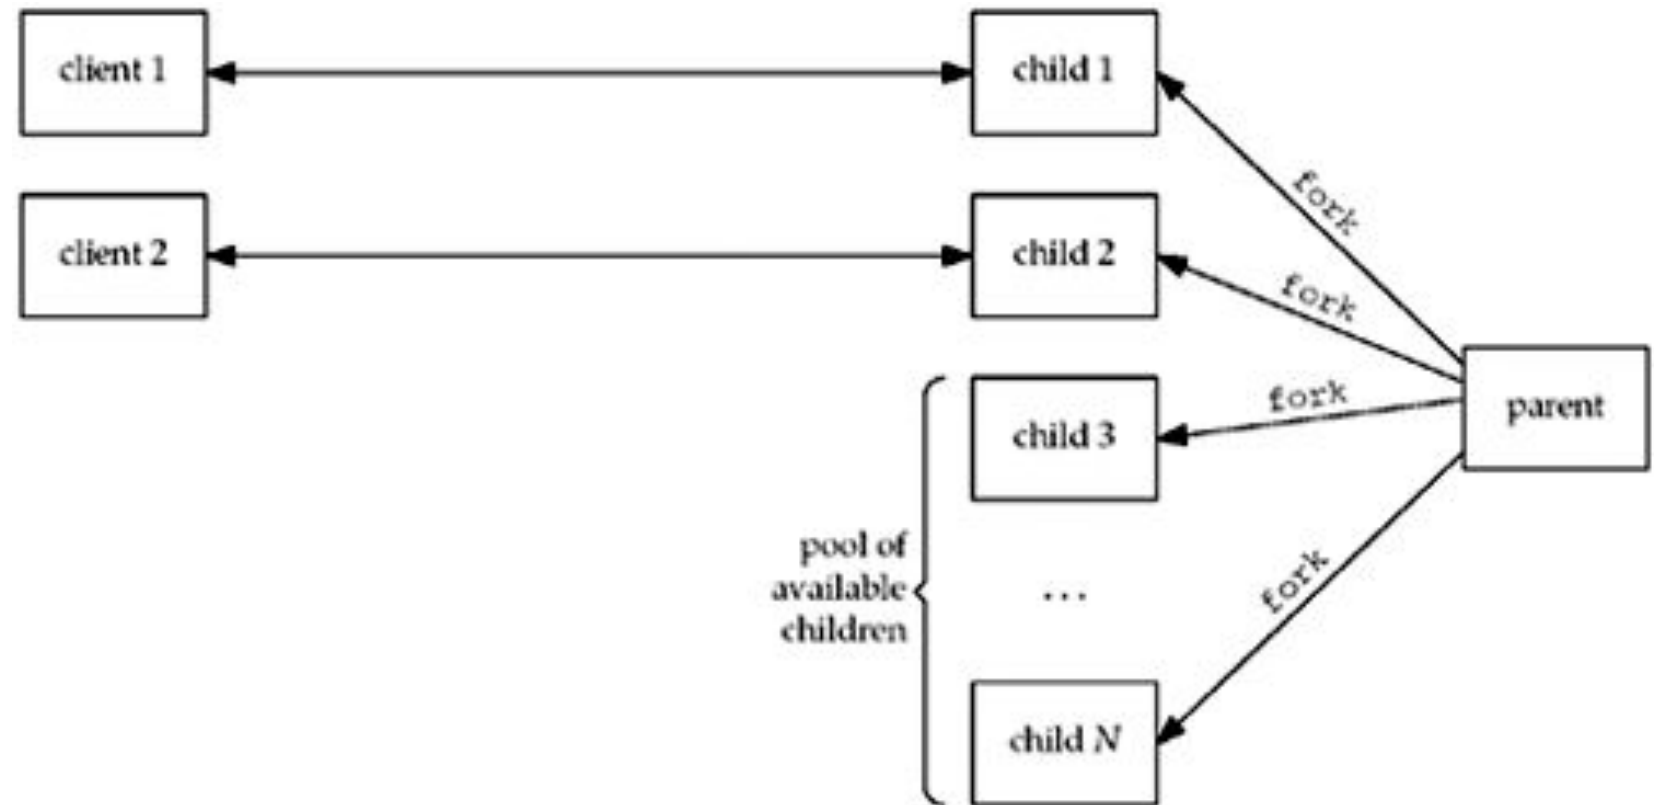 client 1
child 1
fork
client 2
child 2
fork
child 3
fork
parent
pool of
available
children
...
fork
child N